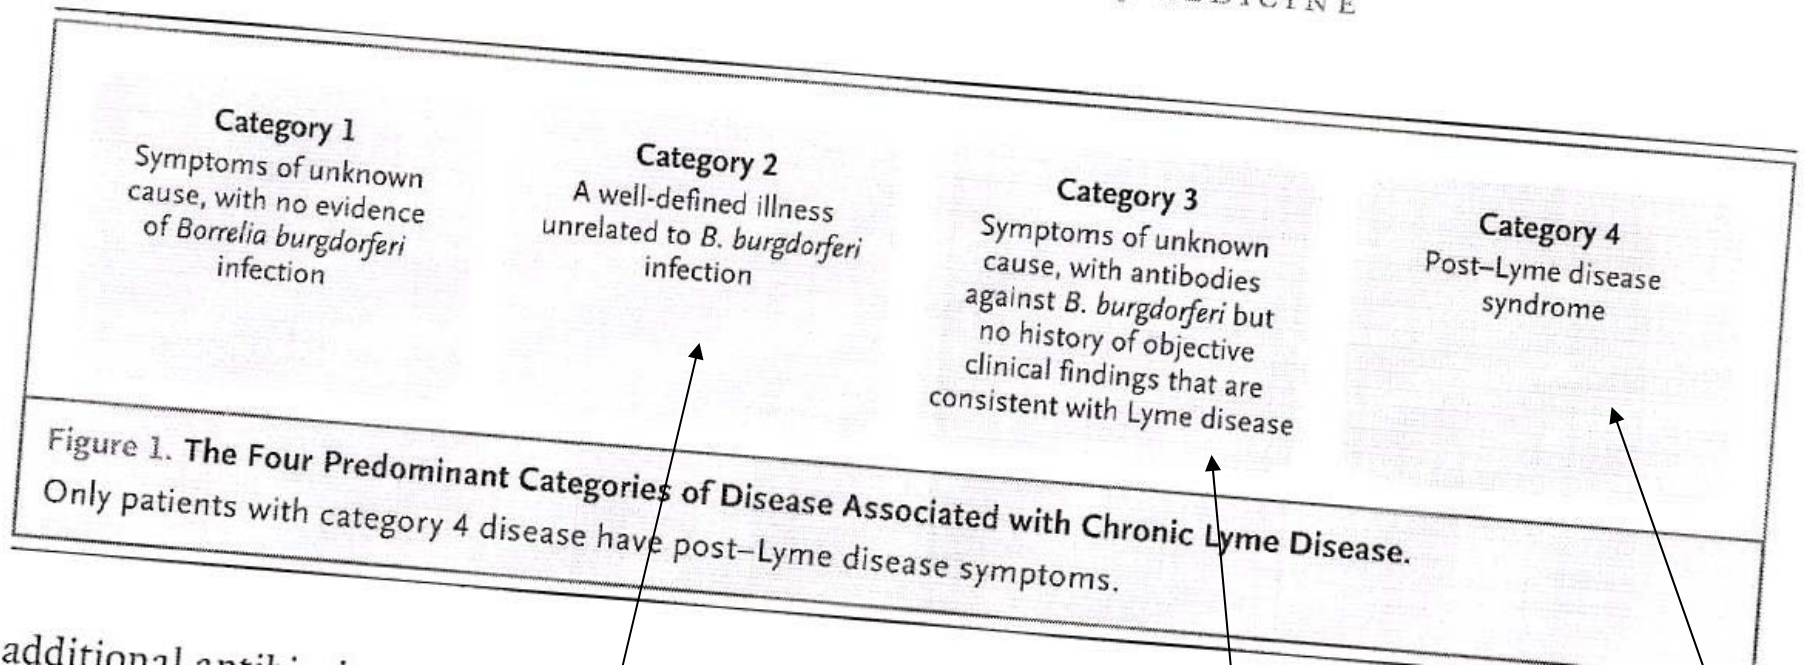 MEDICINE
Category 1
Symptoms of unknown
cause, with no evidence
of Borrelia burgdorferi
infection
Category 2
A well-defined illness
unrelated to B. burgdorferi
infection
Category 3
Symptoms of unknown
cause, with antibodies
against B. burgdorferi but
no history of objective
clinical findings that are
consistent with Lyme disease
Category 4
Post–Lyme disease
syndrome
Figure 1. The Four Predominant Categories of Disease Associated with Chronic Lyme Disease.
Only patients with category 4 disease have post–Lyme disease symptoms.
additional